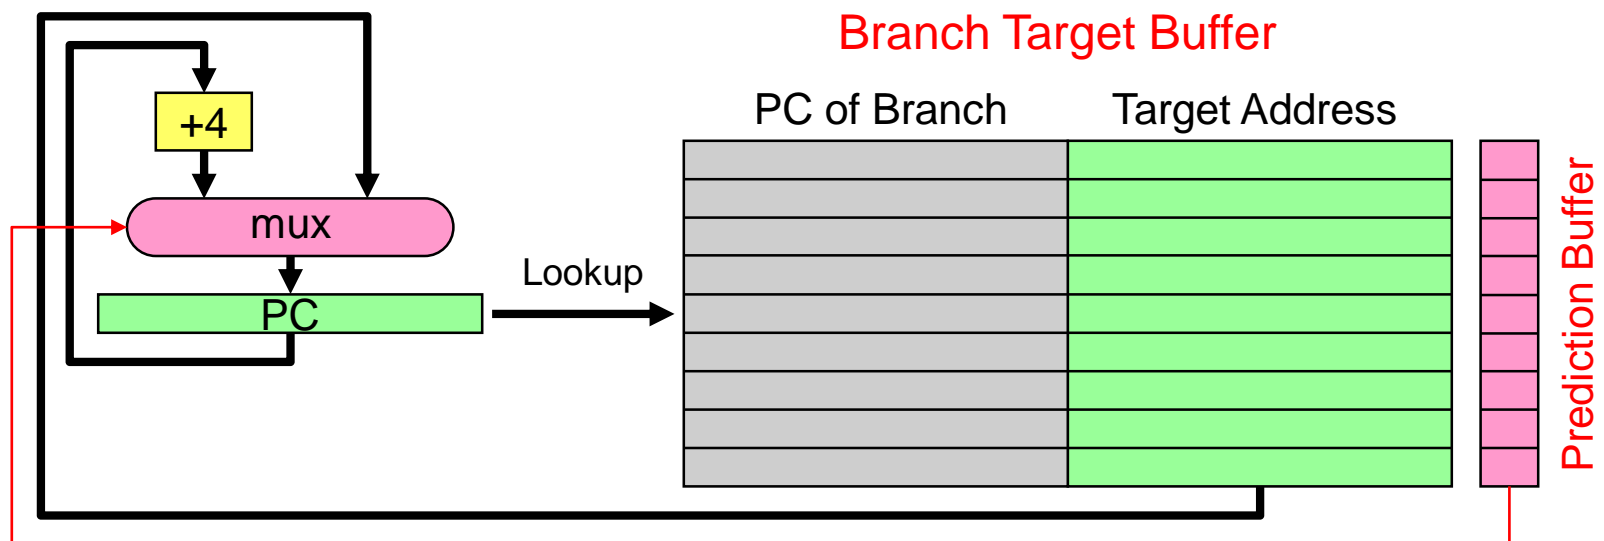 Branch Target Buffer
PC of Branch
Target Address
+4
mux
Lookup
PC
Prediction Buffer